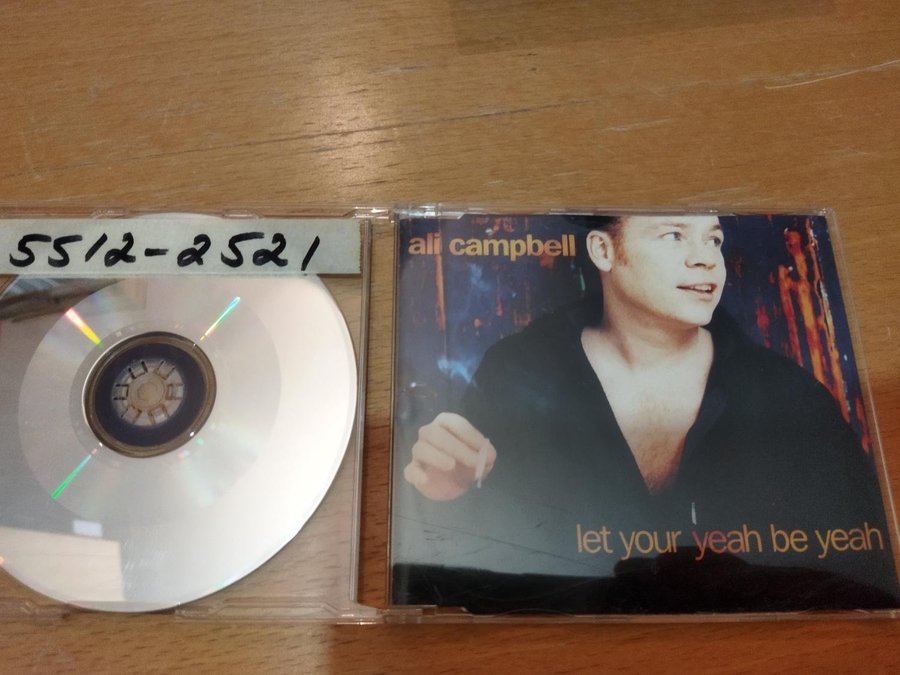 5512-2521
ali campbell
let your yeah be yeah